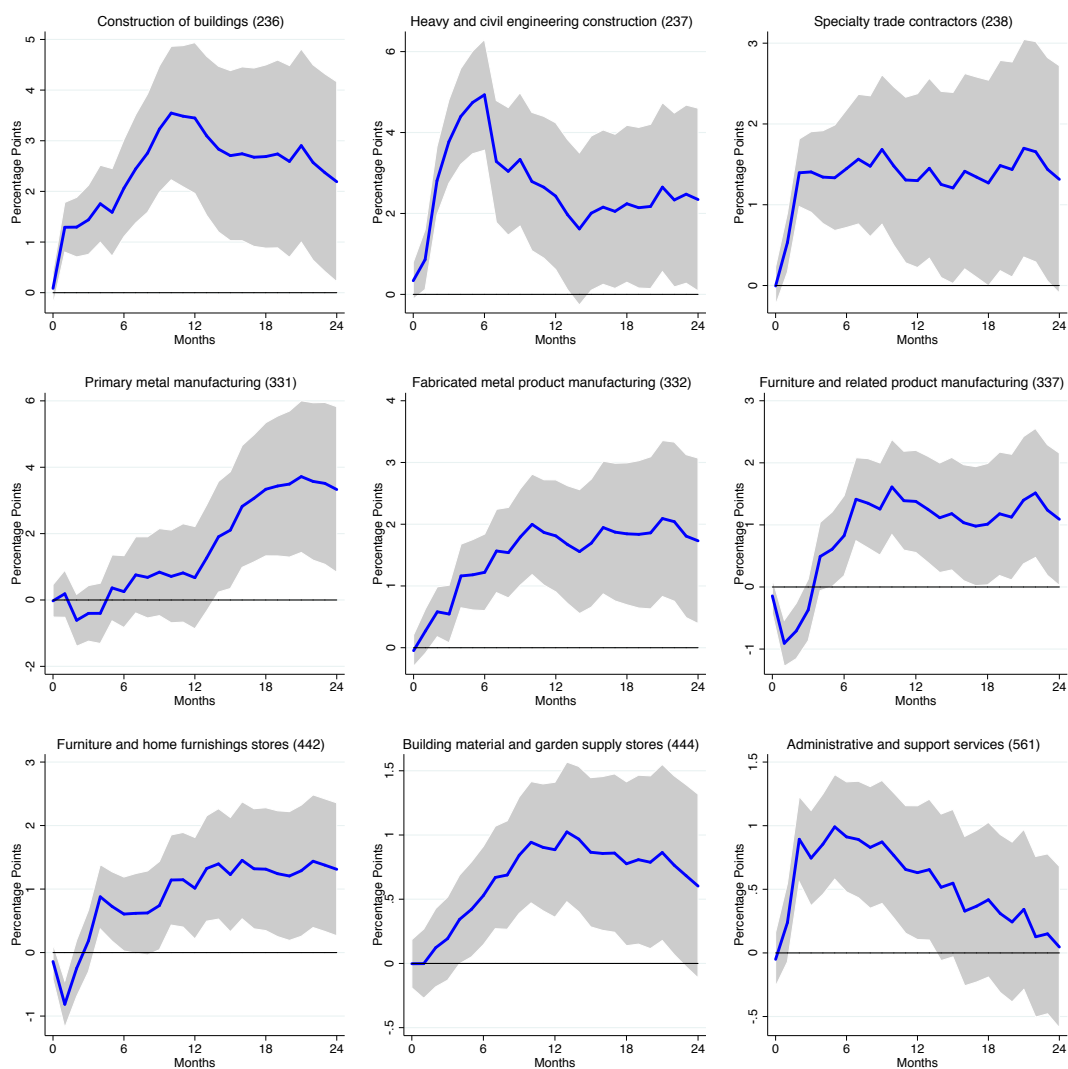 Construction of buildings (236)
Percentage Points
5
4
3
2
1
0
0 6 12 18 24
Months
Heavy and civil engineering construction (237)
Percentage Points
6
4
2
0
0 6 12 18 24
Months
Specialty trade contractors (238)
Percentage Points
3
2
1
0
0 6 12 18 24
Months
Primary metal manufacturing (331)
Percentage Points
6
4
2
0
-2
0 6 12 18 24
Months
Fabricated metal product manufacturing (332)
Percentage Points
4
3
2
1
0
0 6 12 18 24
Months
Furniture and related product manufacturing (337)
Percentage Points
3
2
1
0
-1
0 6 12 18 24
Months
Furniture and home furnishings stores (442)
Percentage Points
3
2
1
0
-1
0 6 12 18 24
Months
Building material and garden supply stores (444)
Percentage Points
1.5
1
.5
0
-.5
0 6 12 18 24
Months
Administrative and support services (561)
Percentage Points
1.5
1
.5
0
-.5
0 6 12 18 24
Months